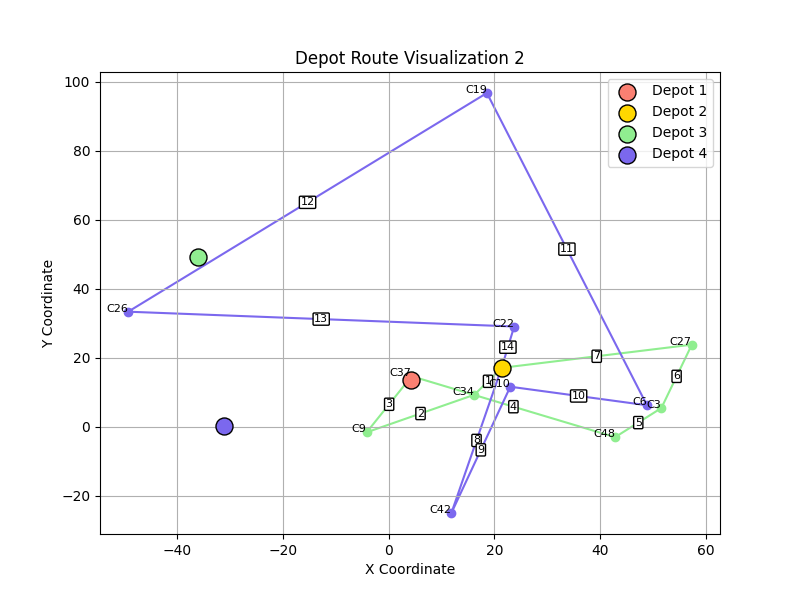 Depot Route Visualization 2
Depot 1
Depot 2
Depot 3
Depot 4
Y Coordinate
100
80
60
40
20
0
−20
C19
12
11
C26
13
C22
14
C27
7
C37
C34
1
C10
6
3
2
4
10
C6
C3
C9
C48
5
8
9
C42
−40
−20
0
20
40
60
X Coordinate